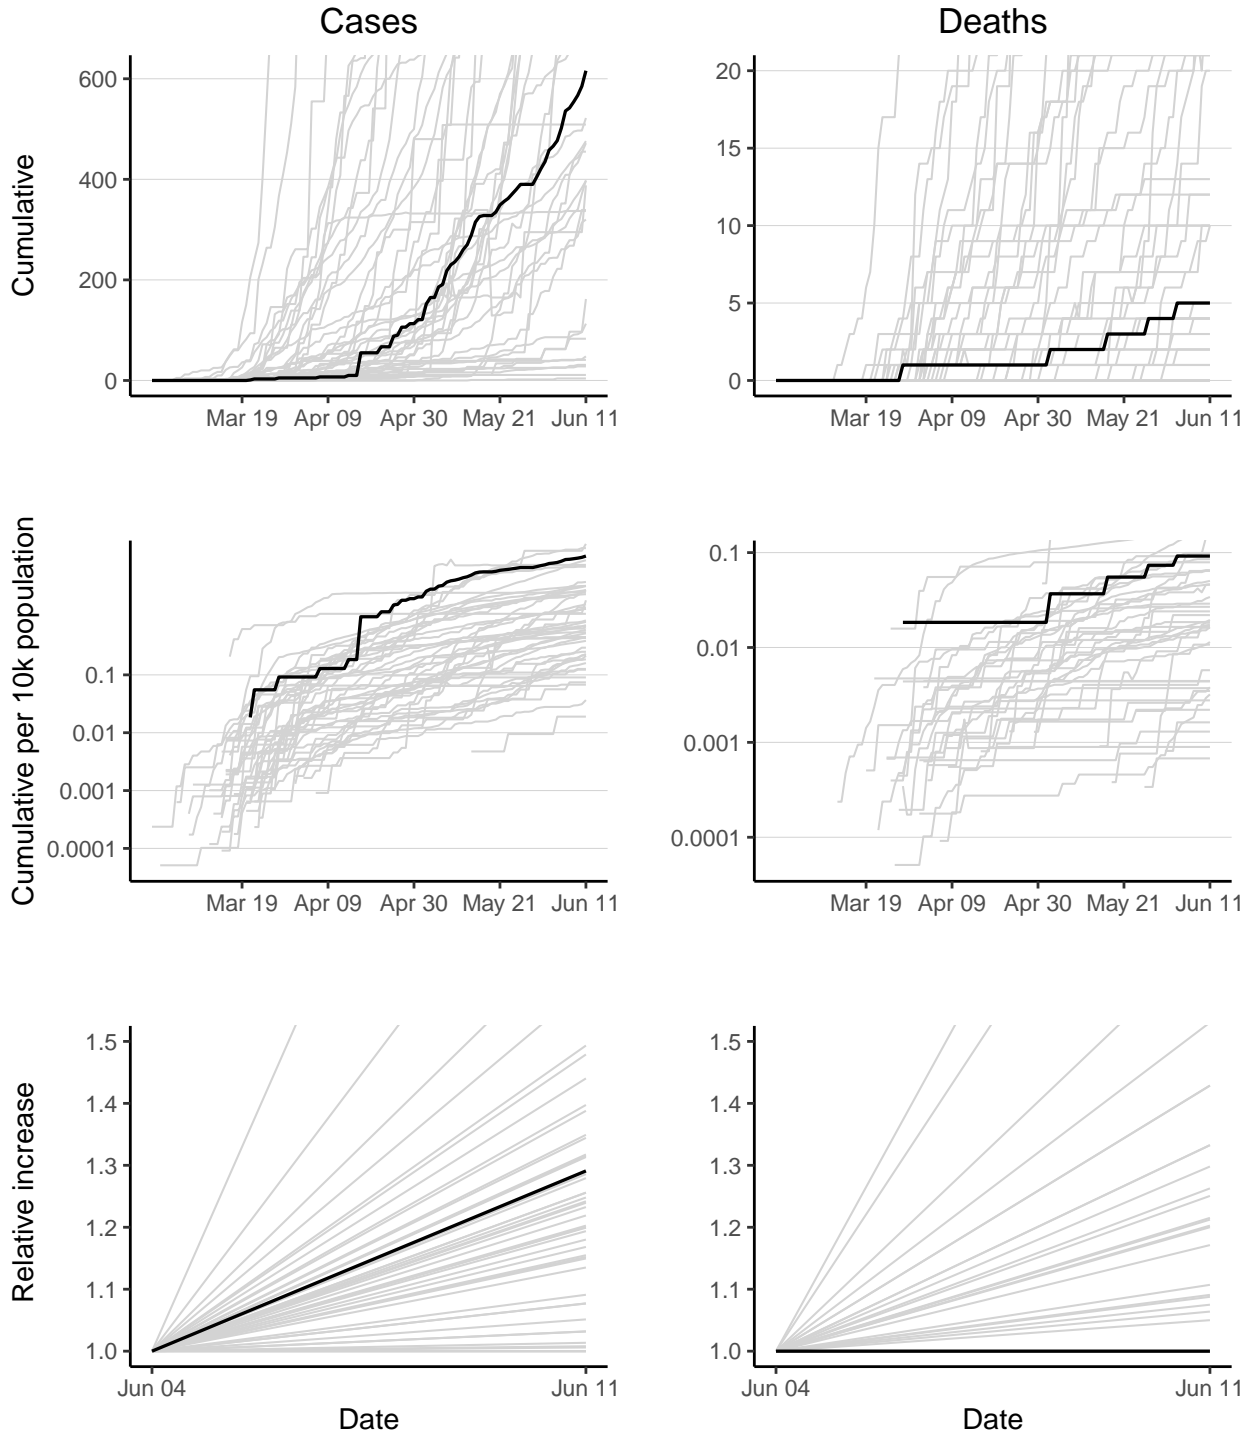 Cases
Deaths
Cumulative
600
400
200
0
Mar 19 Apr 09 Apr 30 May 21 Jun 11
20
15
10
5
0
Mar 19 Apr 09 Apr 30 May 21 Jun 11
Cumulative per 10k population
0.1
0.01
0.001
0.0001
Mar 19 Apr 09 Apr 30 May 21 Jun 11
0.1
0.01
0.001
0.0001
Mar 19 Apr 09 Apr 30 May 21 Jun 11
Relative increase
1.5
1.4
1.3
1.2
1.1
1.0
Jun 04 Jun 11
Date
1.5
1.4
1.3
1.2
1.1
1.0
Jun 04 Jun 11
Date